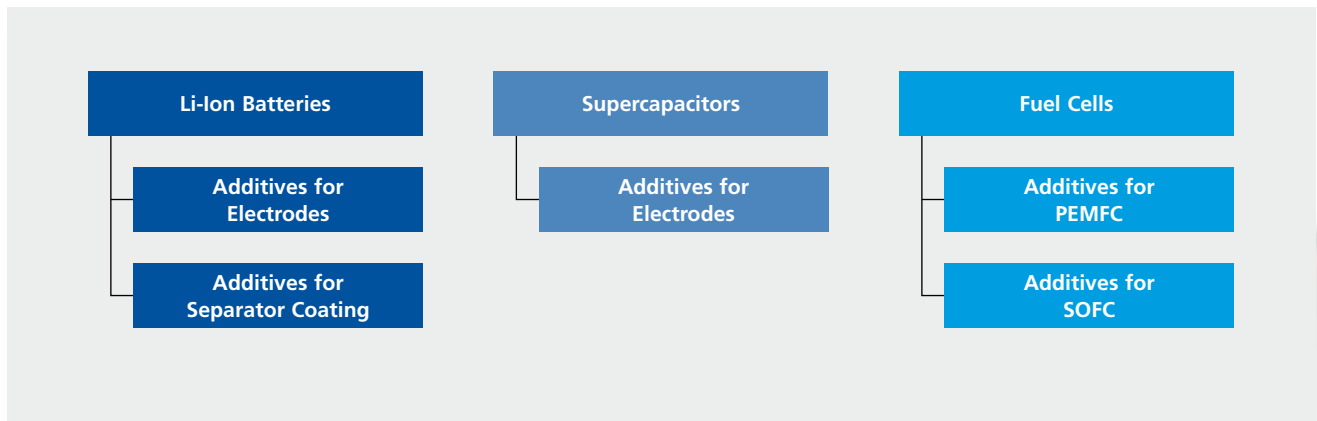 Li-Ion Batteries
Additives for
Electrodes
Additives for
Separator Coating
Supercapacitors
Additives for
Electrodes
Fuel Cells
Additives for
PEMFC
Additives for
SOFC